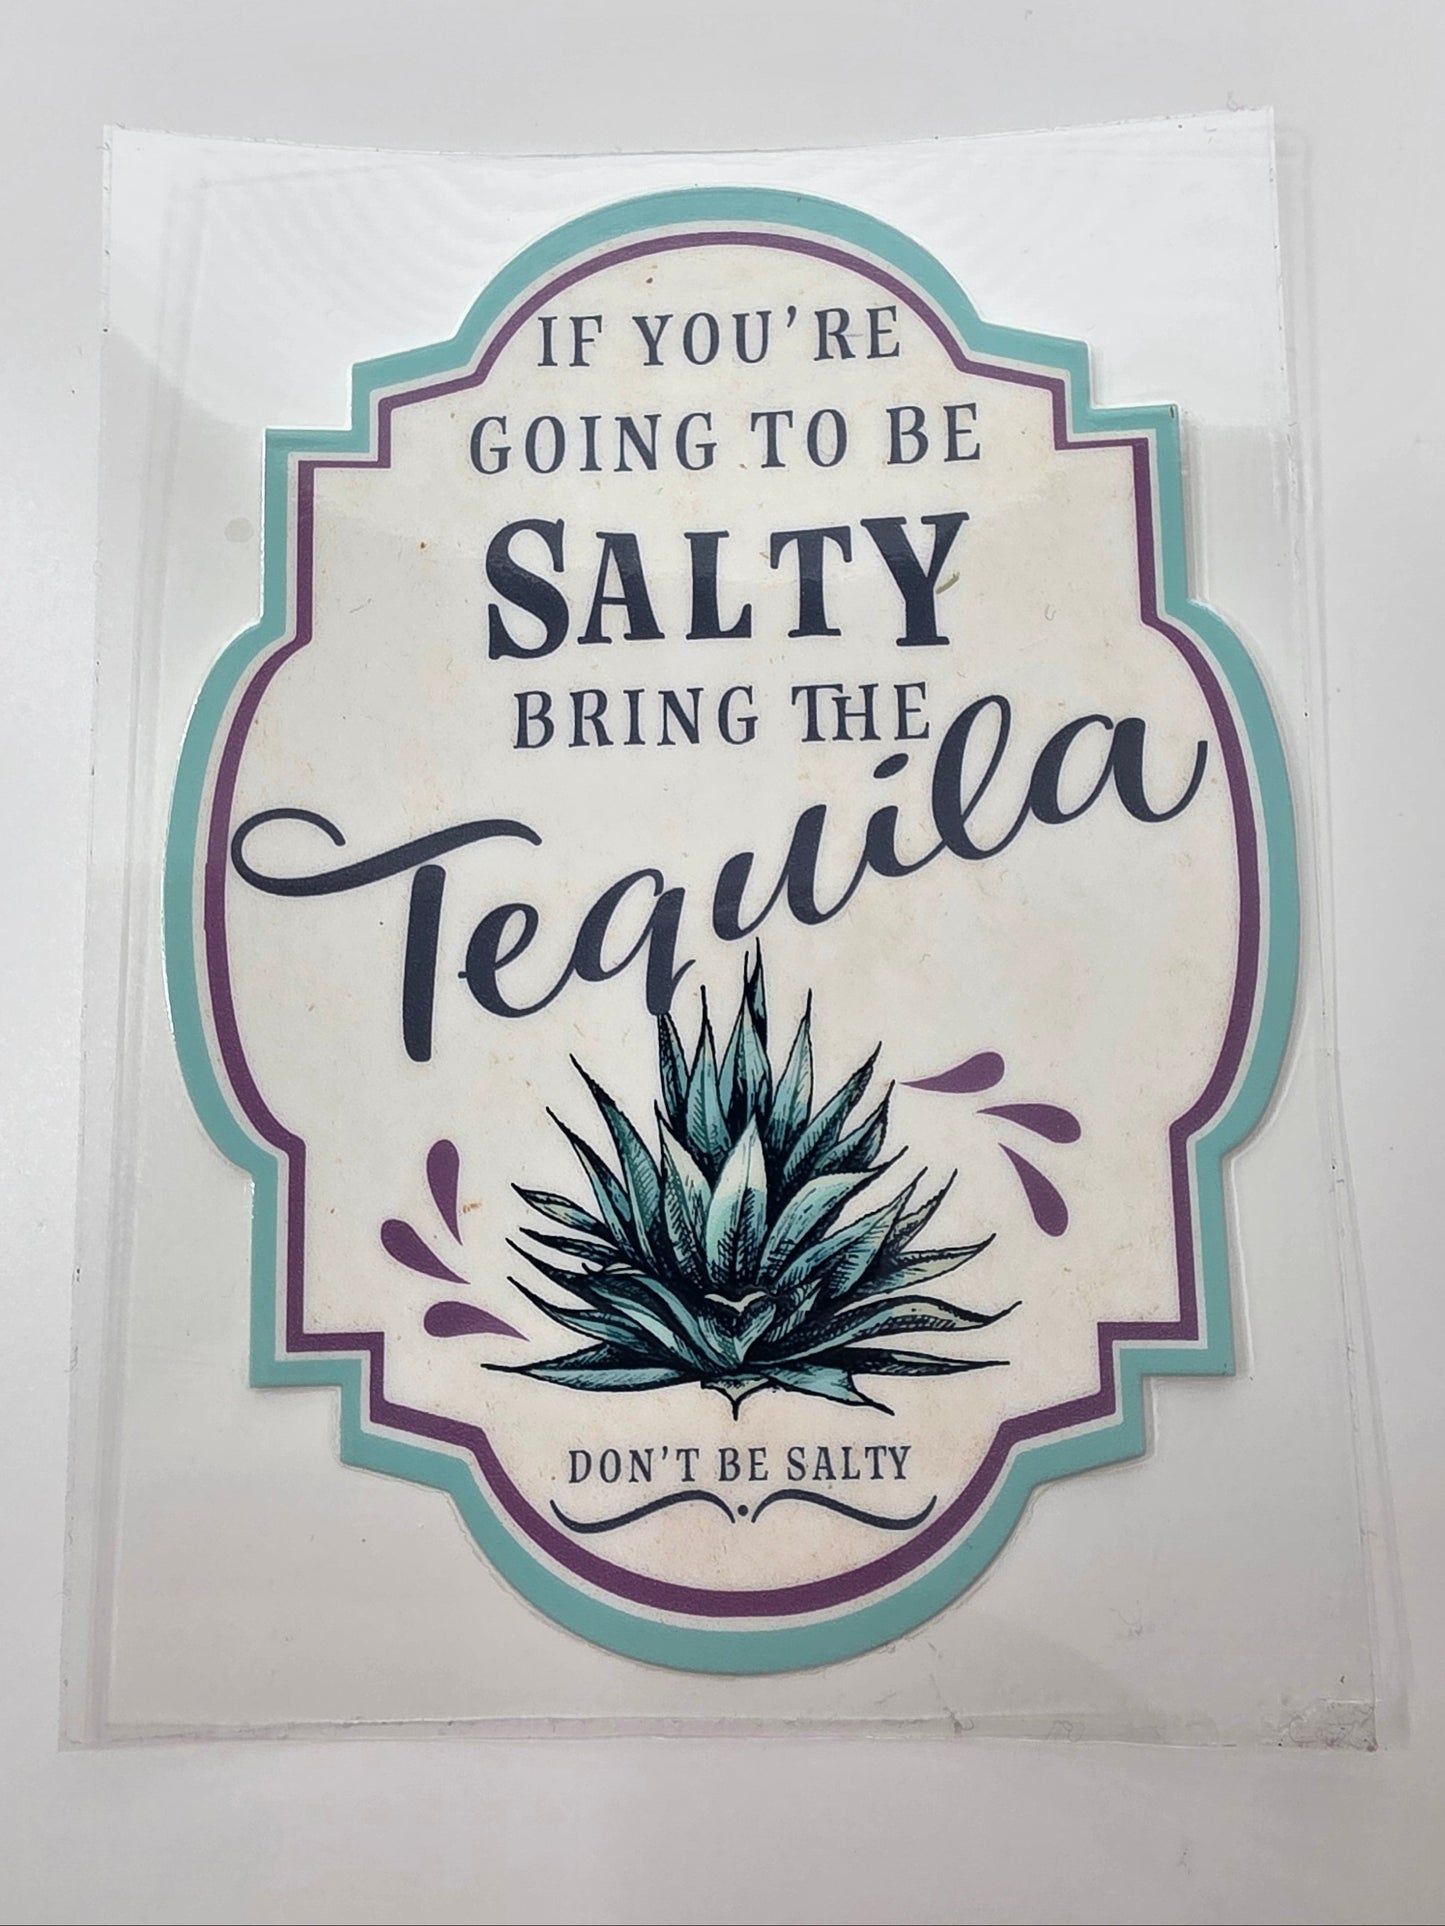 IF YOU'RE
GOING TO BE
SALTY
BRING THE
Tequila
DON'T BE SALTY